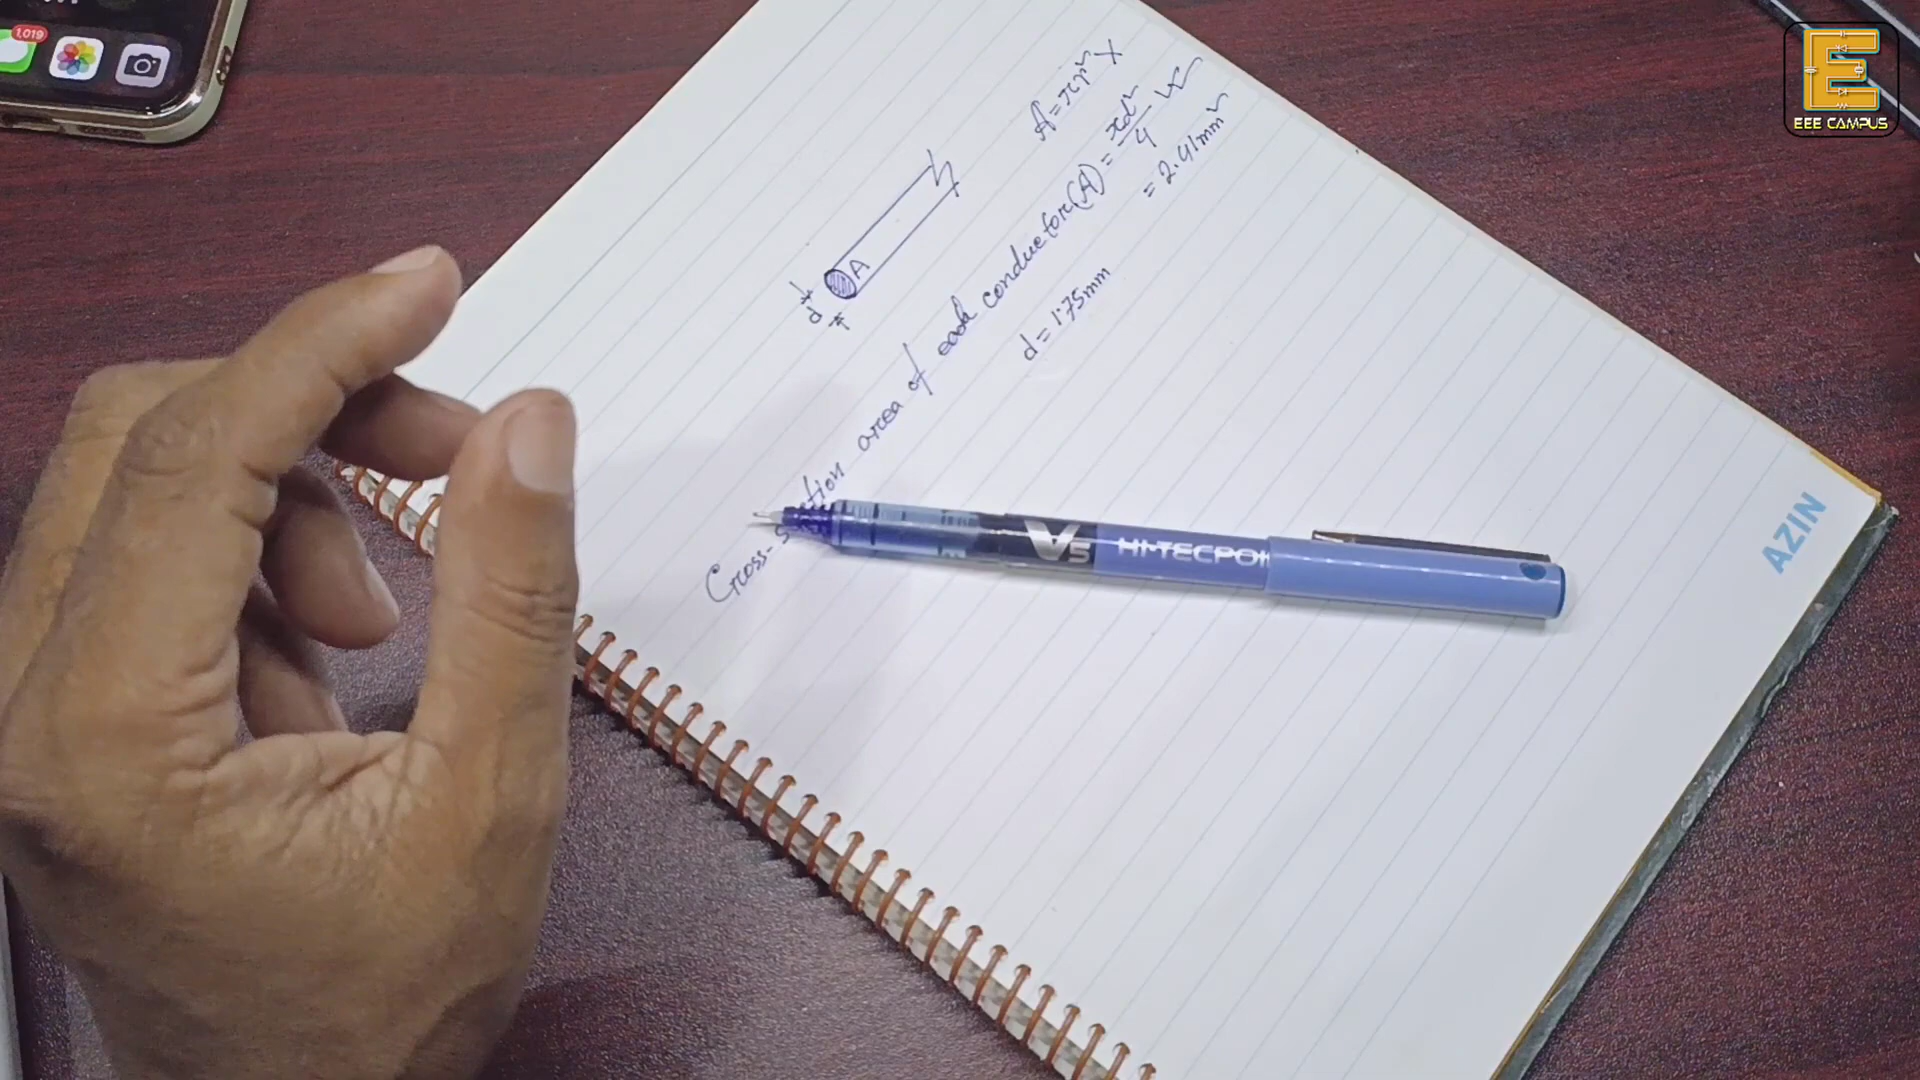 1,019
E
EEE CAMPUS
A = πr² X
Cross-section area of each conductor (A) = πd²/4
= 2.41mm²
d = 1.75mm
A
d
V5 HI-TECPOI
AZIN